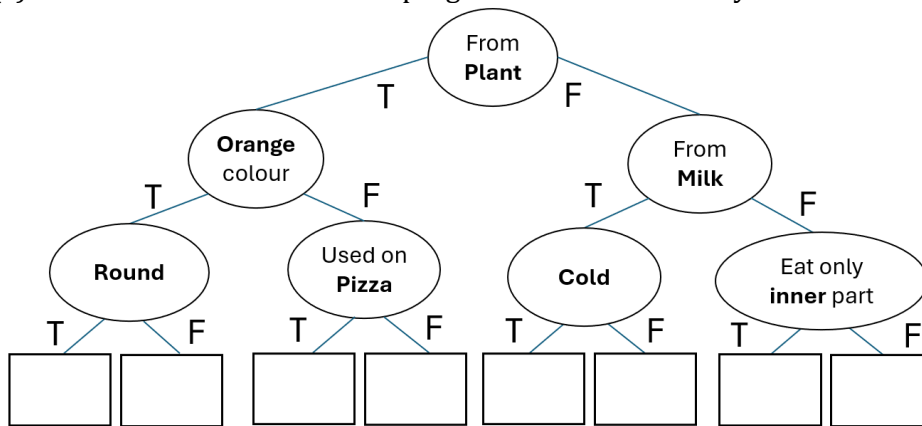 From
Plant
T
F
Orange
colour
From
Milk
T
F
T
F
Round
Used on
Pizza
Cold
Eat only
inner part
T
F
T
F
T
F
T
F